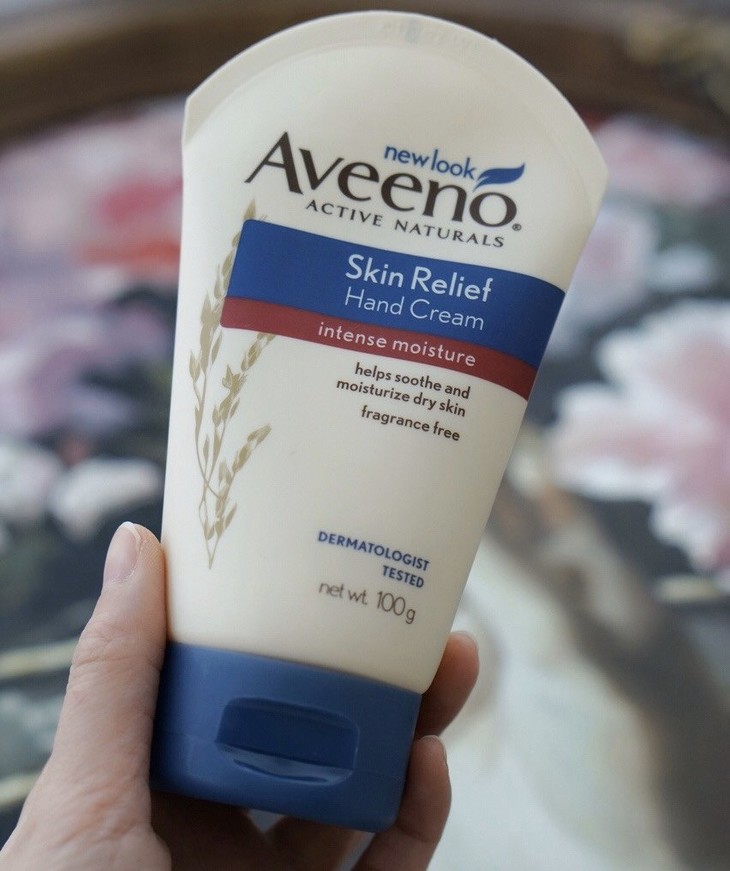 new look
AVEENO®
ACTIVE NATURALS
Skin Relief
Hand Cream
intense moisture
helps soothe and
moisturize dry skin
fragrance free
DERMATOLOGIST
TESTED
net wt. 100g